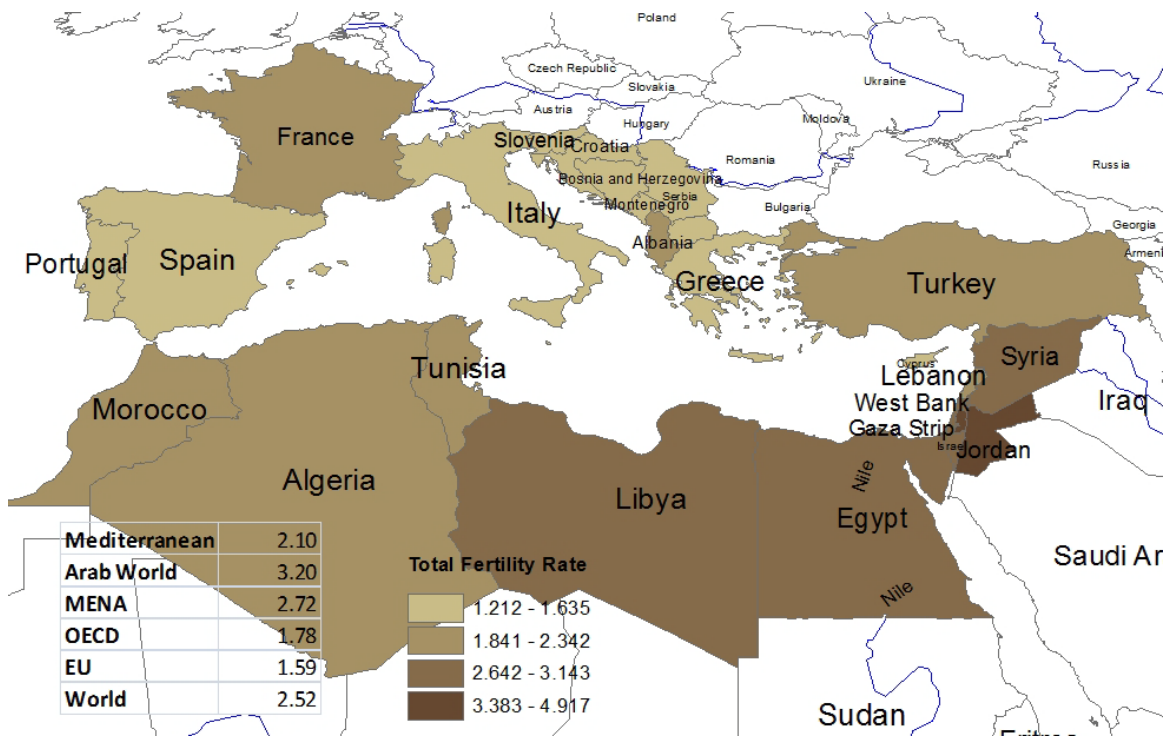 Poland
Czech Republic
Ukraine
Slovakia
Austria
Moldova
Hungary
France
Slovenia
Croatia
Romania
Russia
Bosnia and Herzegovina
Serbia
Montenegro
Bulgaria
Italy
Georgia
Albania
Portugal
Spain
Greece
Turkey
Syria
Cyprus
Tunisia
Lebanon
Morocco
West Bank
Iraq
Gaza Strip
Israel
Jordan
Algeria
Nile
Libya
Egypt
Saudi Ar
Nile
Sudan
Mediterranean 2.10
Arab World 3.20
MENA 2.72
OECD 1.78
EU 1.59
World 2.52
Total Fertility Rate
1.212 - 1.635
1.841 - 2.342
2.642 - 3.143
3.383 - 4.917